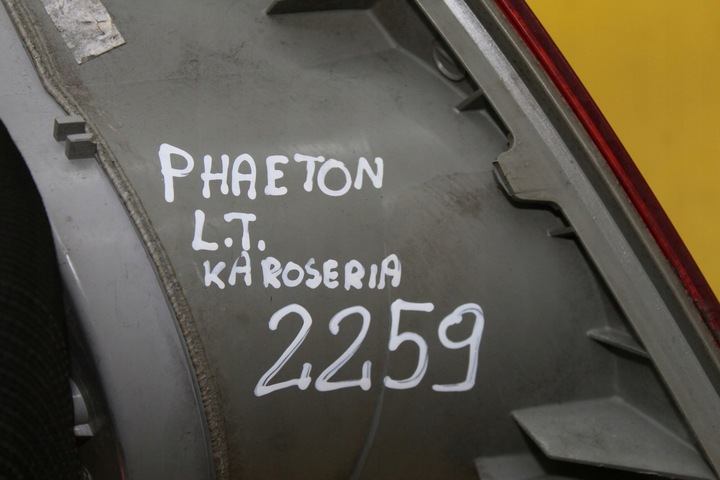 PHAETON
L.T.
KAROSERIA
2259